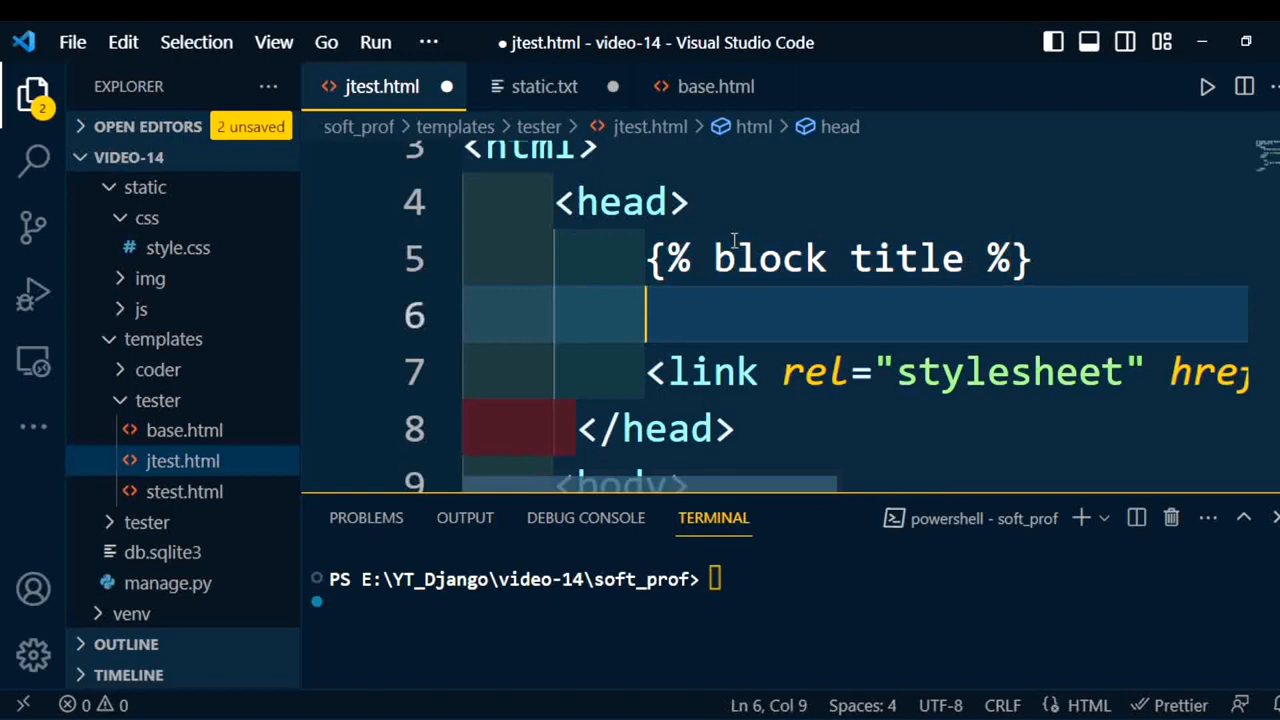 File Edit Selection View Go Run ··· ● jtest.html - video-14 - Visual Studio Code
EXPLORER ···
2
OPEN EDITORS 2 unsaved
VIDEO-14
static
css
style.css
img
js
templates
coder
tester
base.html
jtest.html
stest.html
tester
db.sqlite3
manage.py
venv
OUTLINE
TIMELINE
jtest.html static.txt base.html
soft_prof > templates > tester > jtest.html > html > head
3 <html>
4 <head>
5 {% block title %}
6
7 <link rel="stylesheet" href
8 </head>
9 <body>
PROBLEMS OUTPUT DEBUG CONSOLE TERMINAL powershell - soft_prof
PS E:\YT_Django\video-14\soft_prof>
0 0 Ln 6, Col 9 Spaces: 4 UTF-8 CRLF HTML Prettier